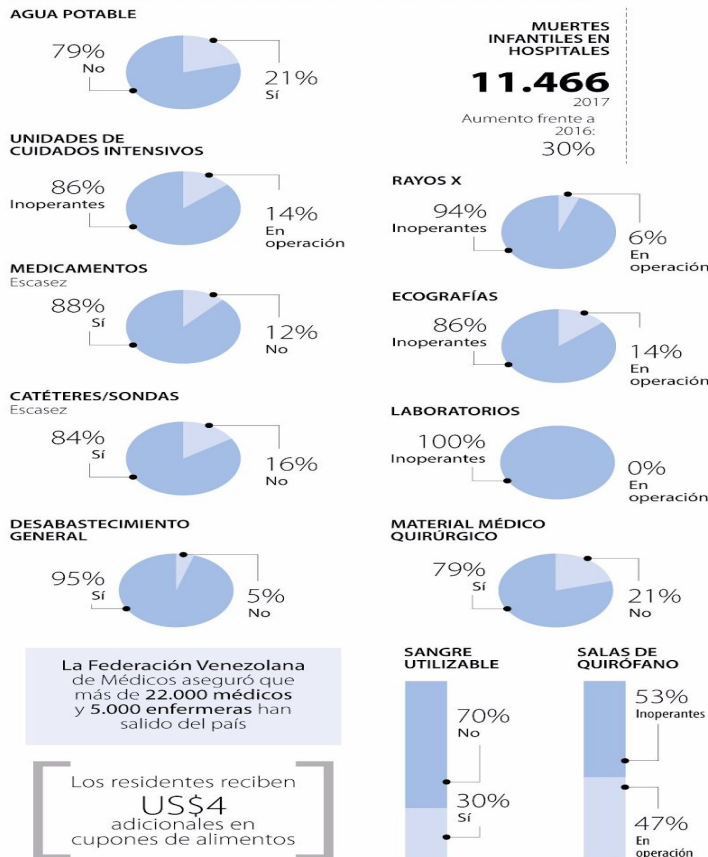 AGUA POTABLE
79%
No
21%
Sí
UNIDADES DE
CUIDADOS INTENSIVOS
86%
Inoperantes
14%
En
operación
MEDICAMENTOS
Escasez
88%
Sí
12%
No
CATÉTERES/SONDAS
Escasez
84%
Sí
16%
No
DESABASTECIMIENTO
GENERAL
95%
Sí
5%
No
La Federación Venezolana
de Médicos aseguró que
más de 22.000 médicos
y 5.000 enfermeras han
salido del país
Los residentes reciben
US$4
adicionales en
cupones de alimentos
MUERTES
INFANTILES EN
HOSPITALES
11.466
2017
Aumento frente a
2016:
30%
RAYOS X
94%
Inoperantes
6%
En
operación
ECOGRAFÍAS
86%
Inoperantes
14%
En
operación
LABORATORIOS
100%
Inoperantes
0%
En
operación
MATERIAL MÉDICO
QUIRÚRGICO
79%
Sí
21%
No
SANGRE
UTILIZABLE
70%
No
30%
Sí
SALAS DE
QUIRÓFANO
53%
Inoperantes
47%
En
operación